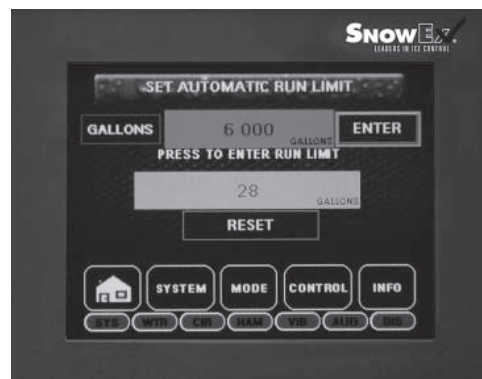 SNOWEX.
LEADERS IN ICE CONTROL
SET AUTOMATIC RUN LIMIT
GALLONS 6 000 GALLONS ENTER
PRESS TO ENTER RUN LIMIT
28 GALLONS
RESET
SYSTEM MODE CONTROL INFO
SYS WTR CIR HAM VIB AUG DIS